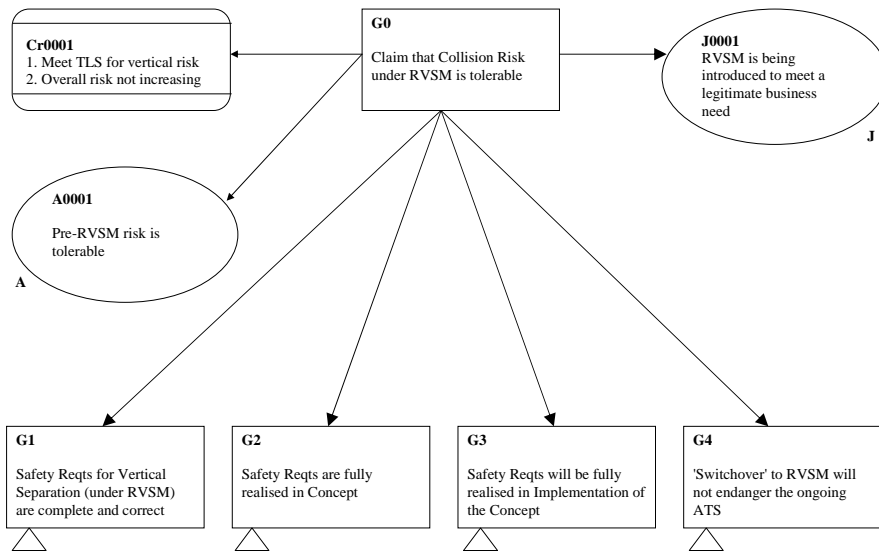 Cr0001
1. Meet TLS for vertical risk
2. Overall risk not increasing
G0
Claim that Collision Risk
under RVSM is tolerable
J0001
RVSM is being
introduced to meet a
legitimate business
need
J
A0001
Pre-RVSM risk is
tolerable
A
G1
Safety Reqts for Vertical
Separation (under RVSM)
are complete and correct
G2
Safety Reqts are fully
realised in Concept
G3
Safety Reqts will be fully
realised in Implementation of
the Concept
G4
'Switchover' to RVSM will
not endanger the ongoing
ATS